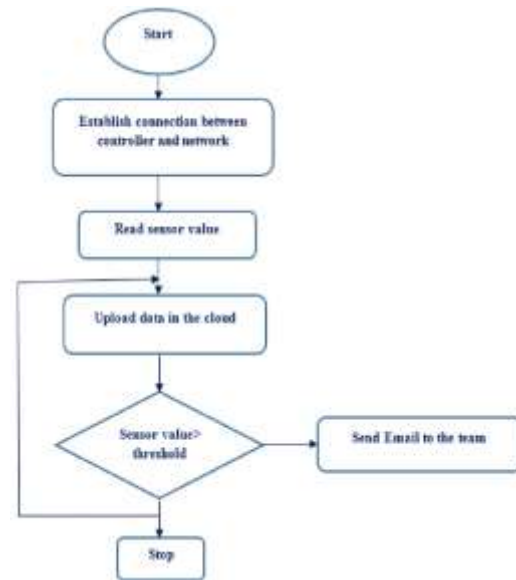 Start
Establish connection between
controller and network
Read sensor value
Upload data in the cloud
Sensor value>
threshold
Send Email to the team
Stop